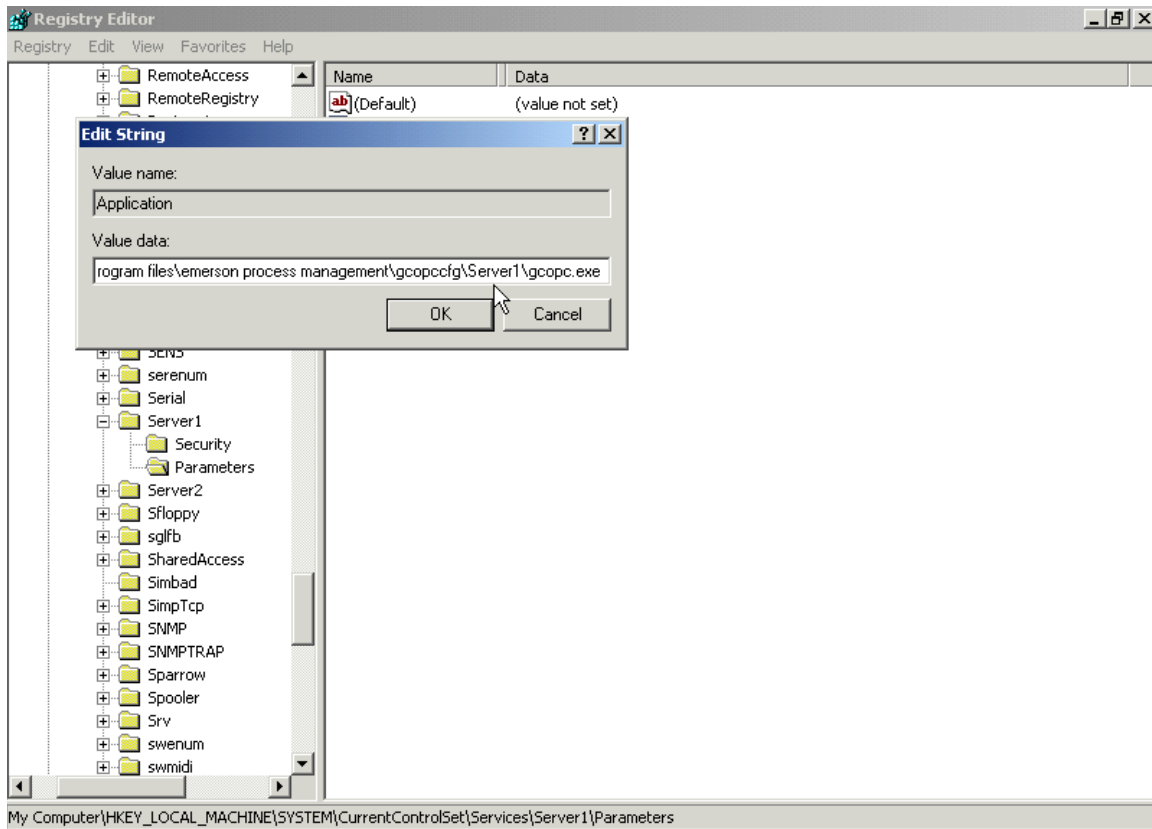 Registry Editor
Registry Edit View Favorites Help
RemoteAccess
RemoteRegistry
Name Data
(Default) (value not set)
Edit String
Value name:
Application
Value data:
rogram files\emerson process management\gcopccfg\Server1\gcopc.exe
OK Cancel
SENS
serenum
Serial
Server1
Security
Parameters
Server2
Sfloppy
sglfb
SharedAccess
Simbad
SimpTcp
SNMP
SNMPTRAP
Sparrow
Spooler
Srv
swenum
swmidi
My Computer\HKEY_LOCAL_MACHINE\SYSTEM\CurrentControlSet\Services\Server1\Parameters